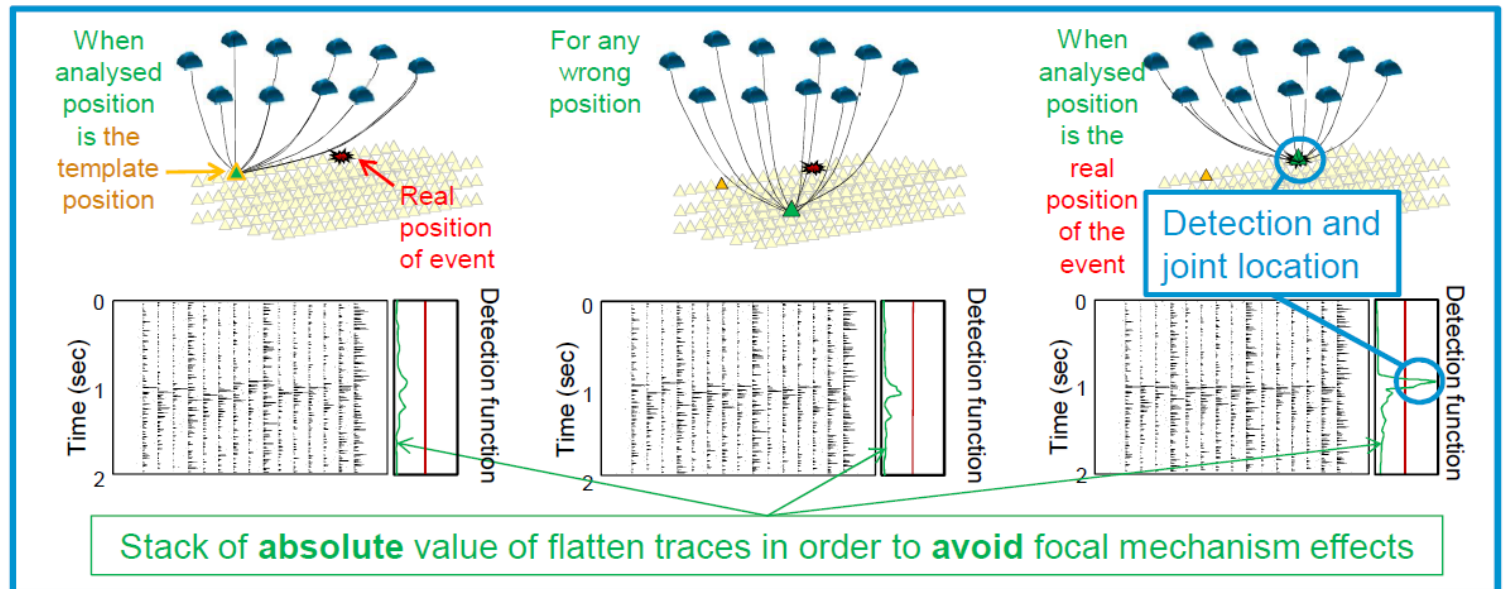 When
analysed
position
is the
template
position
Real
position
of event
0
1
2
Time (sec)
Detection function
For any
wrong
position
0
1
2
Time (sec)
Detection function
When
analysed
position
is the
real
position
of the
event
Detection and
joint location
0
1
2
Time (sec)
Detection function
Stack of absolute value of flatten traces in order to avoid focal mechanism effects